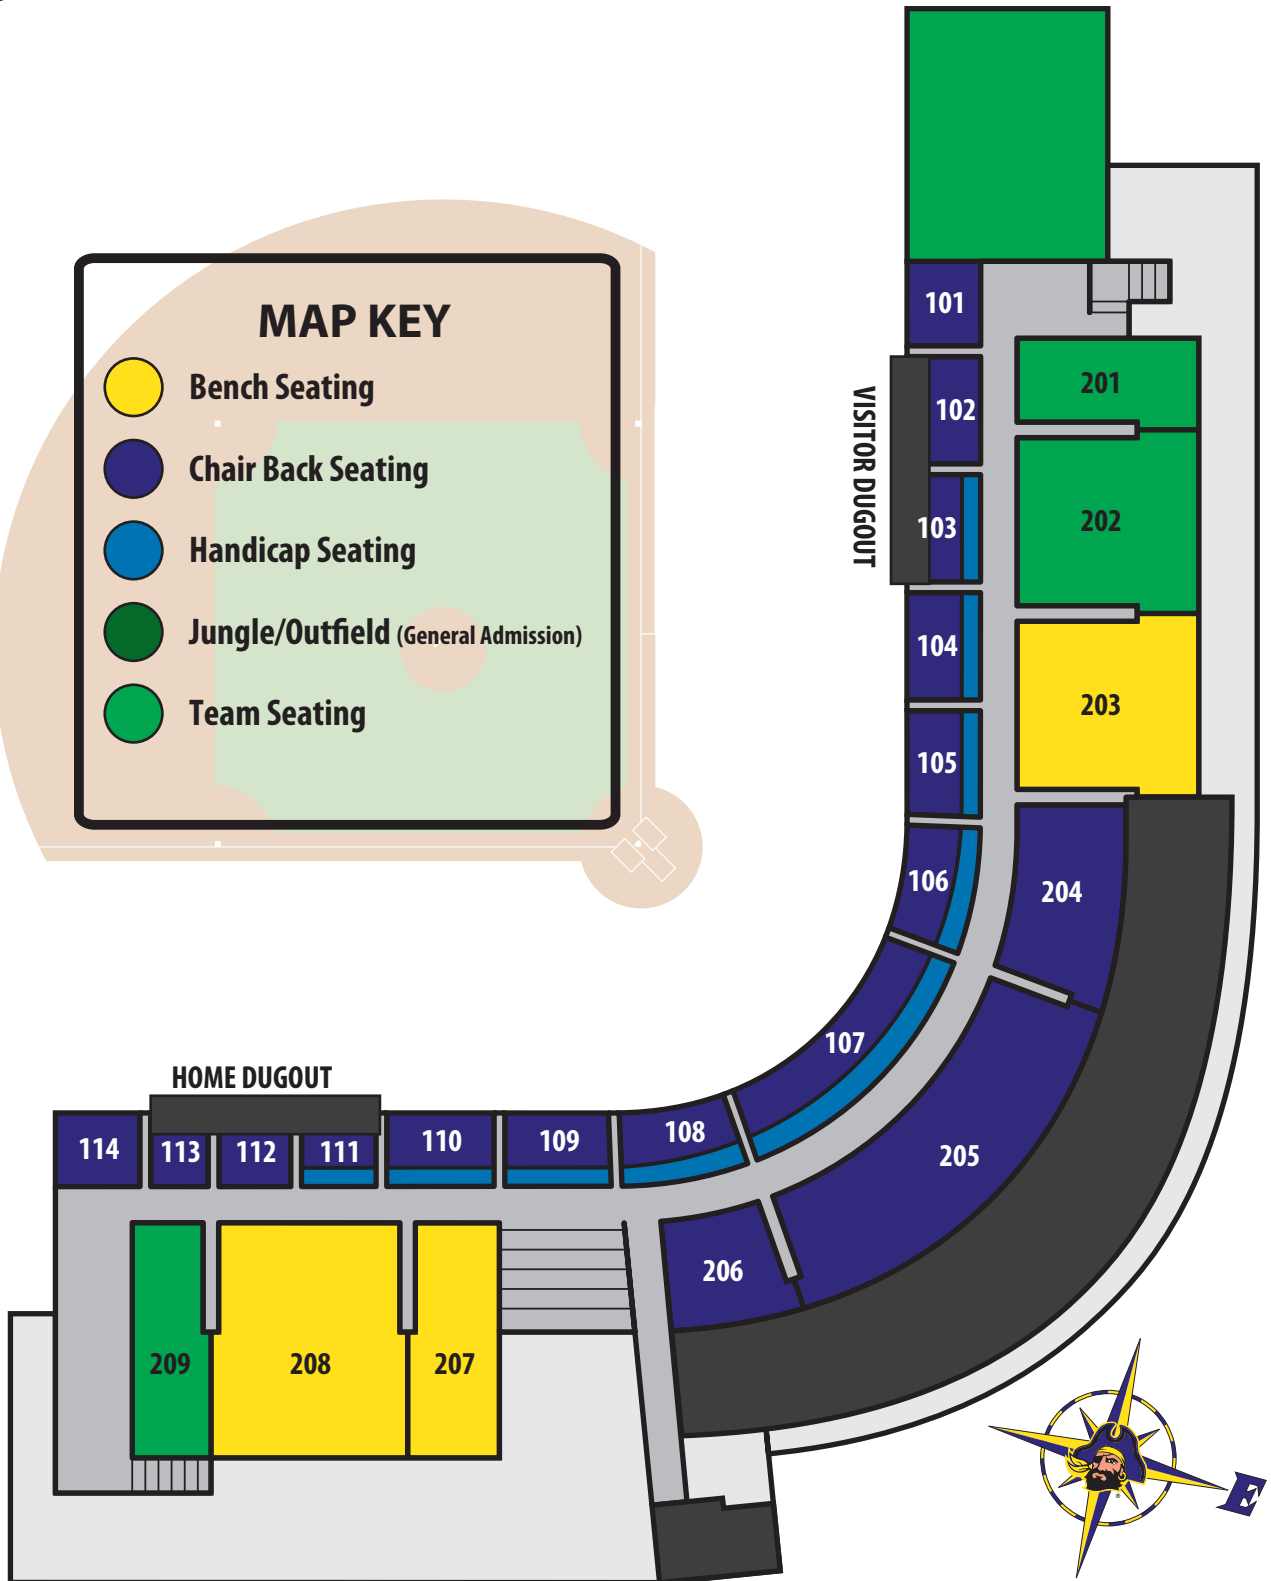 MAP KEY
Bench Seating
Chair Back Seating
Handicap Seating
Jungle/Outfield (General Admission)
Team Seating
101
102
103
104
105
106
107
108
109
110
111
112
113
114
VISITOR DUGOUT
HOME DUGOUT
201
202
203
204
205
206
207
208
209
E